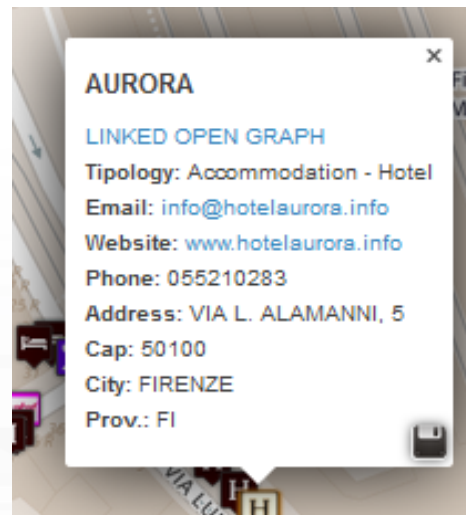 ×
AURORA
LINKED OPEN GRAPH
Tipology: Accommodation - Hotel
Email: info@hotelaurora.info
Website: www.hotelaurora.info
Phone: 055210283
Address: VIA L. ALAMANNI, 5
Cap: 50100
City: FIRENZE
Prov.: FI
H
H